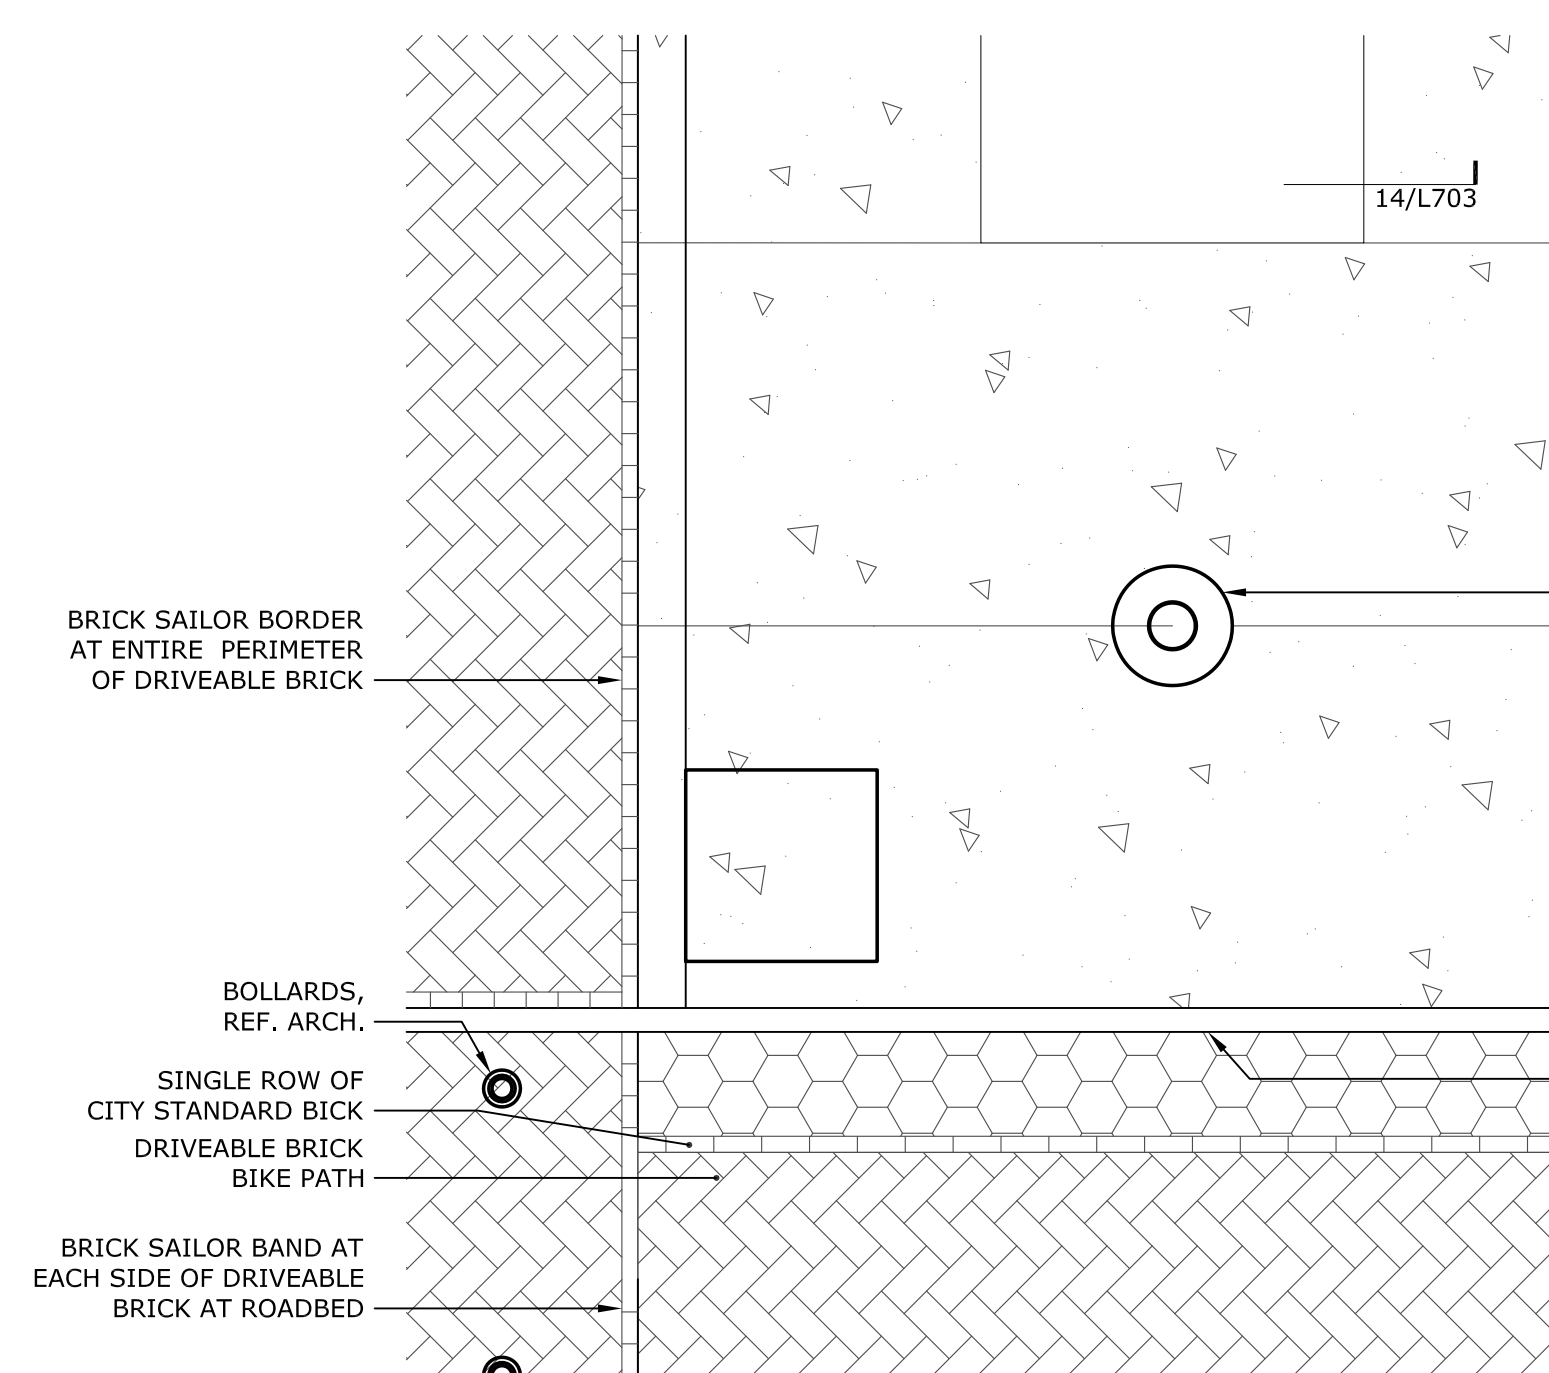 14/L703
BRICK SAILOR BORDER
AT ENTIRE  PERIMETER
OF DRIVEABLE BRICK
BOLLARDS,
REF. ARCH.
SINGLE ROW OF
CITY STANDARD BICK
DRIVEABLE BRICK
BIKE PATH
BRICK SAILOR BAND AT
EACH SIDE OF DRIVEABLE
BRICK AT ROADBED